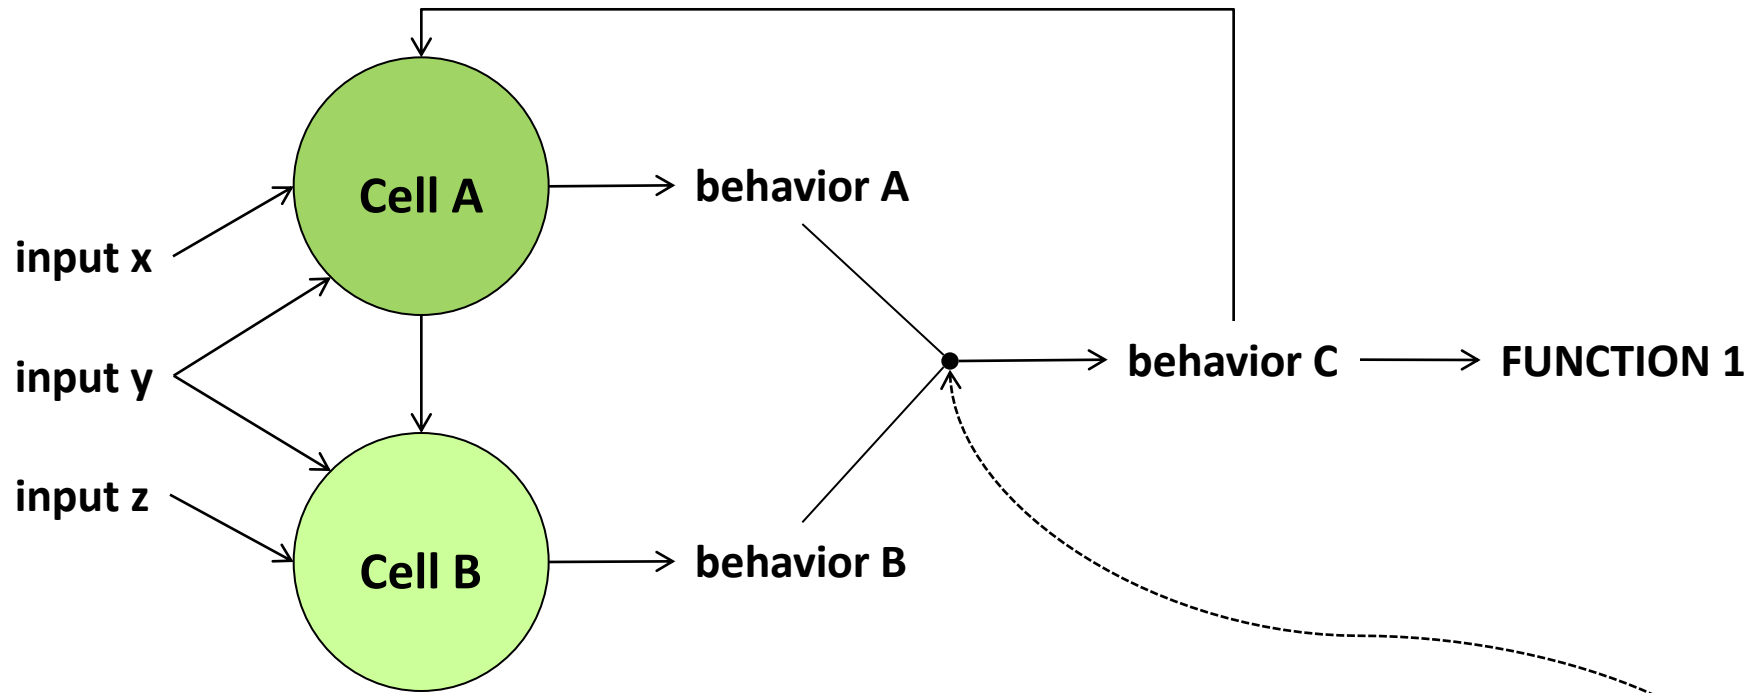 Cell A
behavior A
input x
input y
behavior C
FUNCTION 1
input z
Cell B
behavior B